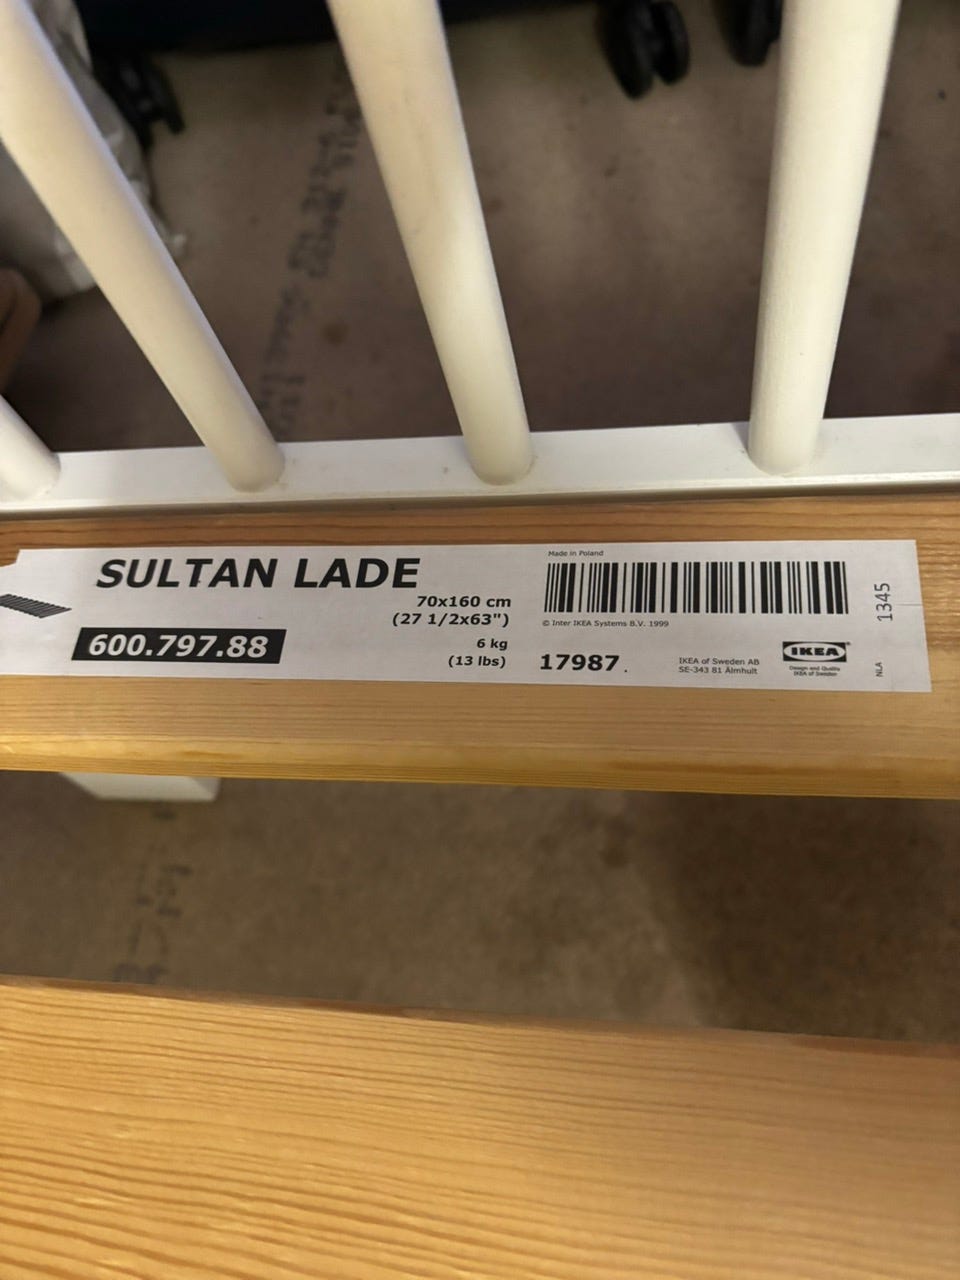 SULTAN LADE
70x160 cm
(27 1/2x63")
600.797.88
6 kg
(13 lbs)
Made in Poland
© Inter IKEA Systems B.V. 1999
17987.
IKEA of Sweden AB
SE-343 81 Älmhult
IKEA
Design and Quality
IKEA of Sweden
1345
NLA